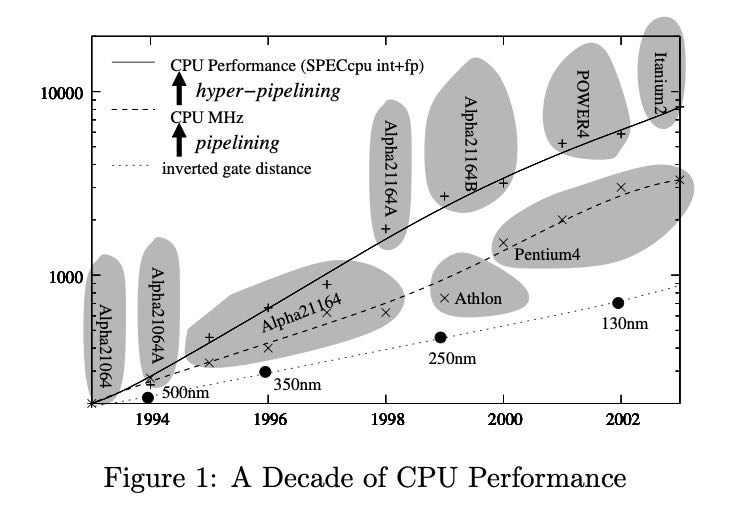 CPU Performance (SPECcpu int+fp)
hyper−pipelining
CPU MHz
pipelining
inverted gate distance
10000
1000
Alpha21064
Alpha21064A
Alpha21164
Alpha21164A
Alpha21164B
POWER4
Itanium2
Pentium4
Athlon
500nm
350nm
250nm
130nm
1994 1996 1998 2000 2002
Figure 1: A Decade of CPU Performance